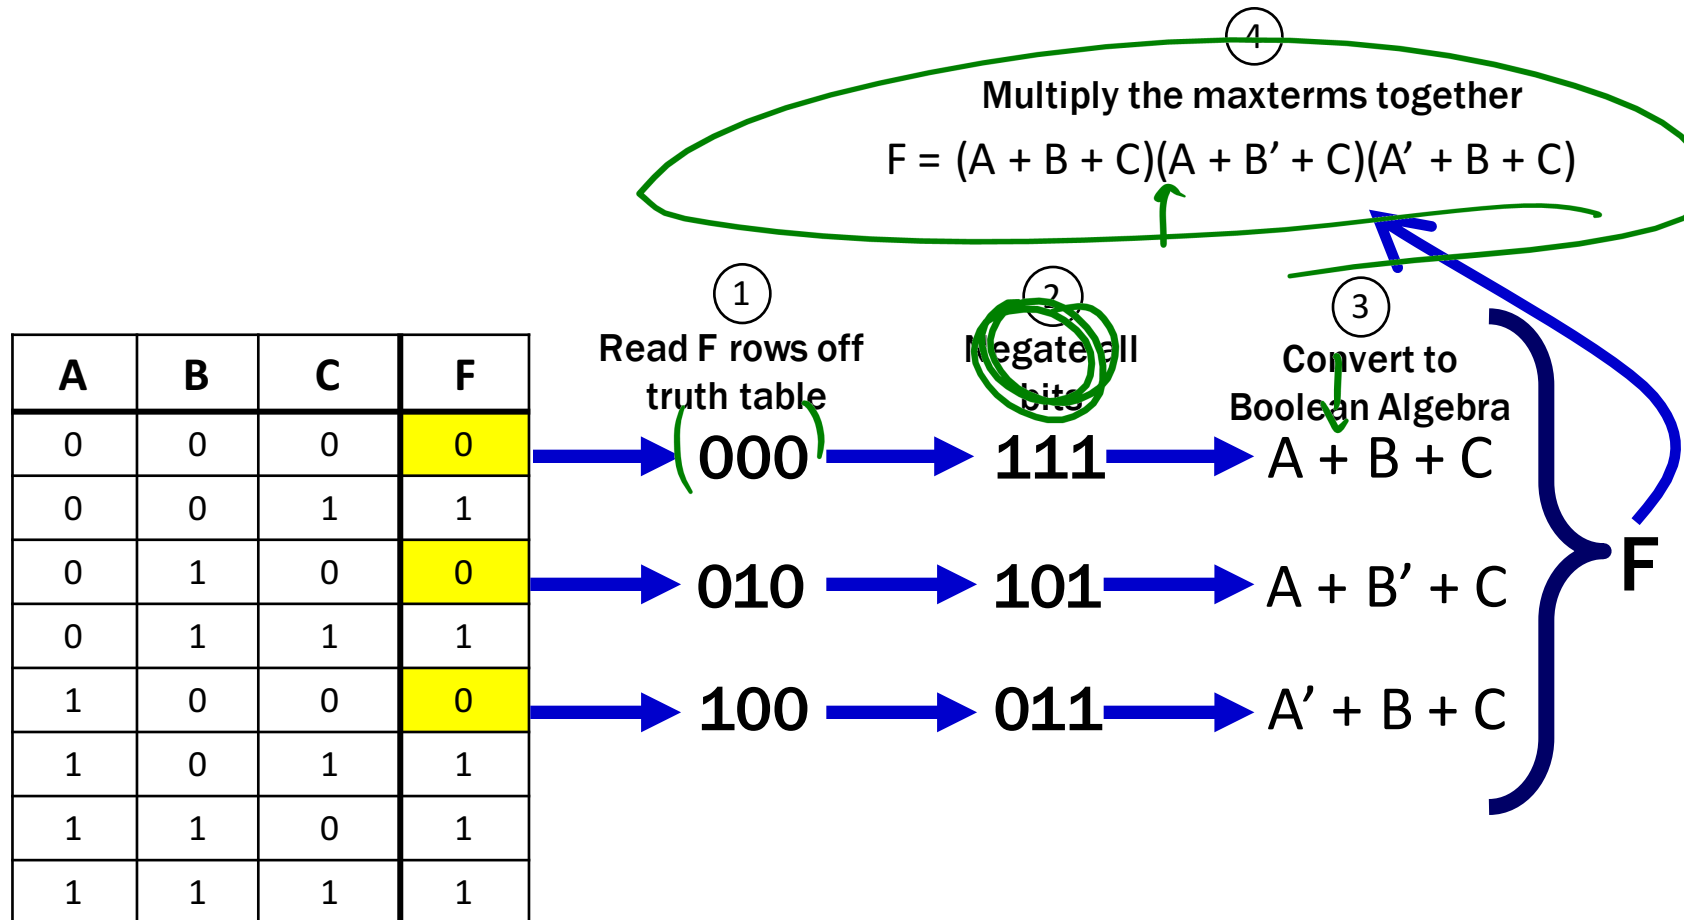 4
Multiply the maxterms together
F = (A + B + C)(A + B’ + C)(A’ + B + C)
1
Read F rows off
truth table
2
Negate all
bits
3
Convert to
Boolean Algebra
A B C F
0 0 0 0
000 111 A + B + C
0 0 1 1
0 1 0 0
010 101 A + B’ + C
F
0 1 1 1
1 0 0 0
100 011 A’ + B + C
1 0 1 1
1 1 0 1
1 1 1 1